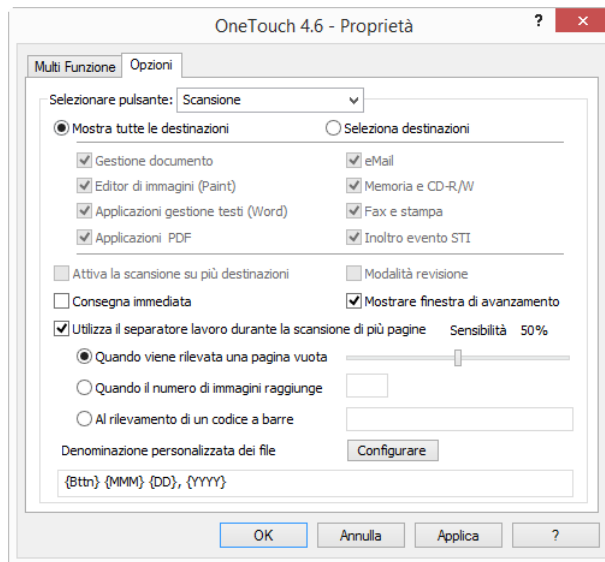 OneTouch 4.6 - Proprietà ?
Multi Funzione Opzioni
Selezionare pulsante: Scansione
Mostra tutte le destinazioni Seleziona destinazioni
Gestione documento eMail
Editor di immagini (Paint) Memoria e CD-R/W
Applicazioni gestione testi (Word) Fax e stampa
Applicazioni PDF Inoltro evento STI
Attiva la scansione su più destinazioni Modalità revisione
Consegna immediata Mostrare finestra di avanzamento
Utilizza il separatore lavoro durante la scansione di più pagine Sensibilità 50%
Quando viene rilevata una pagina vuota
Quando il numero di immagini raggiunge
Al rilevamento di un codice a barre
Denominazione personalizzata dei file Configurare
{Bttn} {MMM} {DD}, {YYYY}
OK Annulla Applica ?